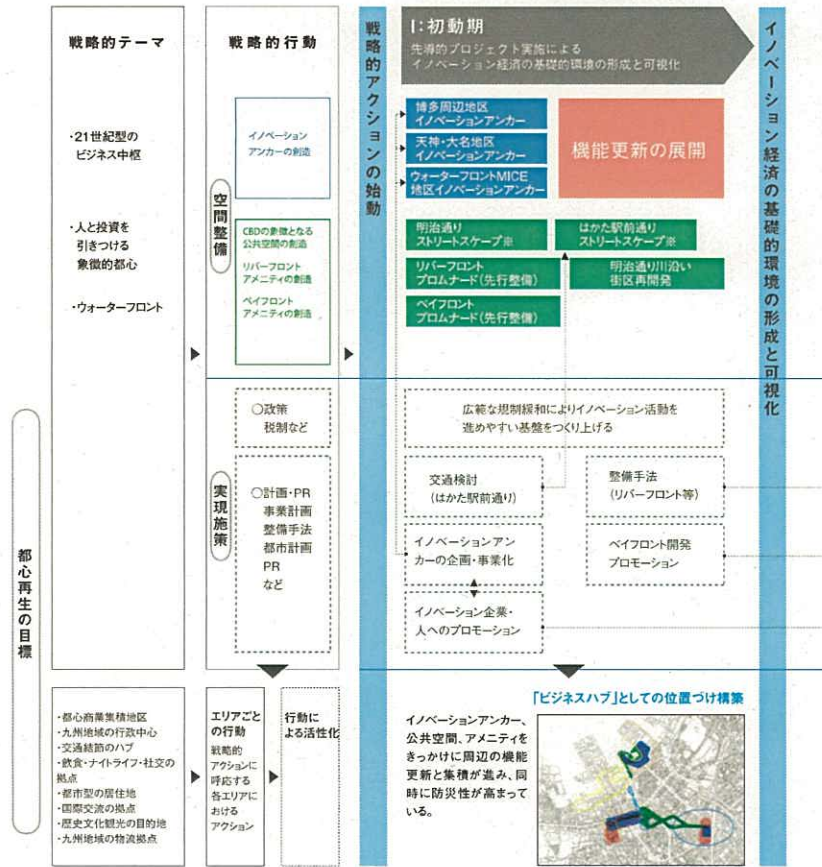 戦略的テーマ
・21世紀型の
ビジネス中枢
・人と投資を
引きつける
象徴的都心
・ウォーターフロント
戦略的行動
イノベーション
アンカーの創造
空間整備
CBDの象徴となる
公共空間の創造
リバーフロント
アメニティの創造
ベイフロント
アメニティの創造
○政策
税制など
実現施策
○計画・PR
事業計画
整備手法
都市計画
PR
など
戦略的アクションの始動
I:初動期
先導的プロジェクト実施による
イノベーション経済の基礎的環境の形成と可視化
博多周辺地区
イノベーションアンカー
天神・大名地区
イノベーションアンカー
ウォーターフロントMICE
地区イノベーションアンカー
機能更新の展開
明治通り
ストリートスケープ※
はかた駅前通り
ストリートスケープ※
リバーフロント
プロムナード(先行整備)
明治通り川沿い
街区再開発
ベイフロント
プロムナード(先行整備)
広範な規制緩和によりイノベーション活動を
進めやすい基盤をつくり上げる
交通検討
(はかた駅前通り)
整備手法
(リバーフロント等)
イノベーションアン
カーの企画・事業化
ベイフロント開発
プロモーション
イノベーション企業・
人へのプロモーション
イノベーション経済の基礎的環境の形成と可視化
都心再生の目標
・都心商業集積地区
・九州地域の行政中心
・交通結節のハブ
・飲食・ナイトライフ・社交の
拠点
・都市型の居住地
・国際交流の拠点
・歴史文化観光の目的地
・九州地域の物流拠点
エリアごと
の行動
戦略的
アクションに
呼応する
各エリアに
おける
アクション
行動に
よる活性化
イノベーションアンカー、
公共空間、アメニティを
きっかけに周辺の機能
更新と集積が進み、同
時に防災性が高まって
いる。
「ビジネスハブ」としての位置づけ構築